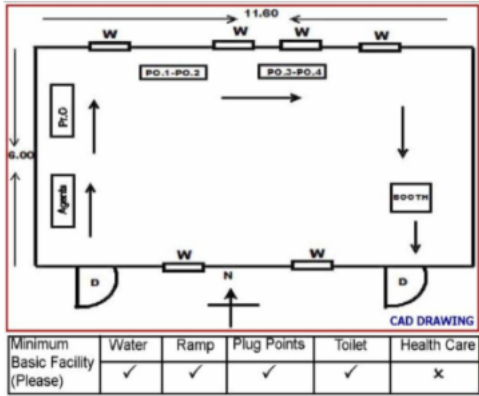 11.60
W W W W
PO.1-PO.2 PO.3-PO.4
Pr.O
6.00
Agents
BOOTH
W W
D N D
CAD DRAWING
Minimum Basic Facility (Please) Water Ramp Plug Points Toilet Health Care
✓ ✓ ✓ ✓ ×